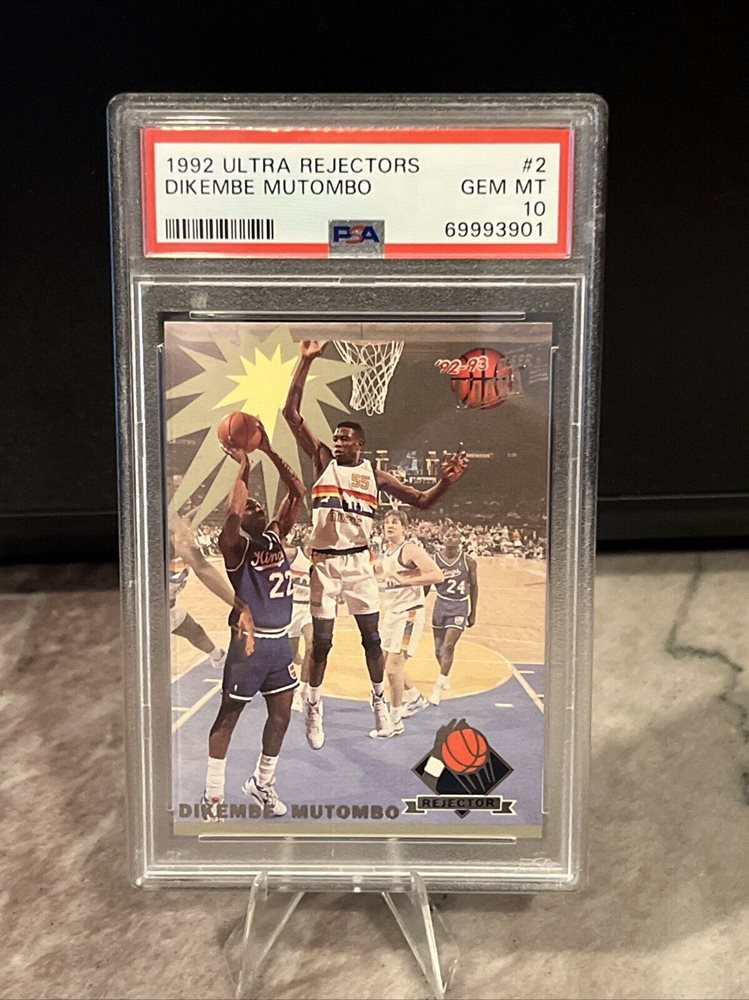 1992 ULTRA REJECTORS #2
DIKEMBE MUTOMBO GEM MT
10
PSA 69993901
'92-93
55
Kings
22
24
DIKEMBE MUTOMBO
REJECTOR